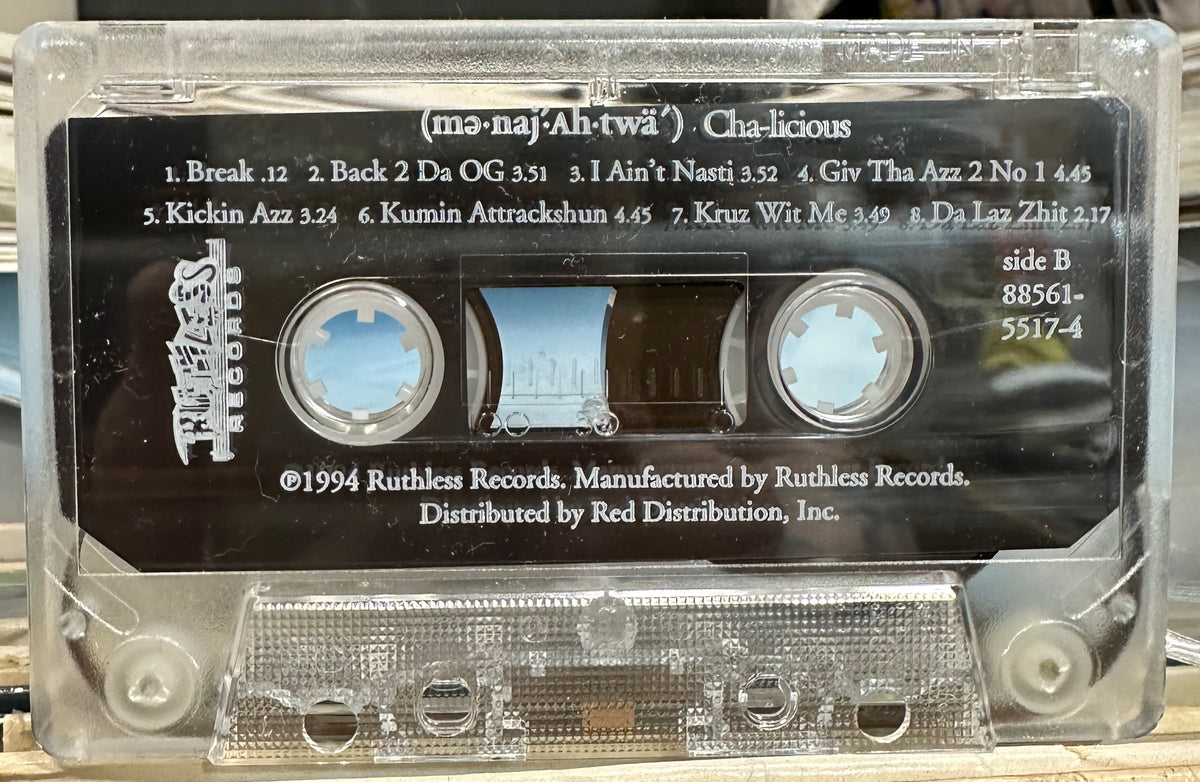 MADE IN
(mə·naj´·Ah·twä´) Cha-licious
1. Break .12 2. Back 2 Da OG 3.51 3. I Ain't Nasti 3.52 4. Giv Tha Azz 2 No 1 4.45
5. Kickin Azz 3.24 6. Kumin Attrackshun 4.45 7. Kruz Wit Me 3.49 8. Da Laz Zhit 2.17
RUTHLESS
RECORDS
side B
88561-
5517-4
℗1994 Ruthless Records. Manufactured by Ruthless Records.
Distributed by Red Distribution, Inc.